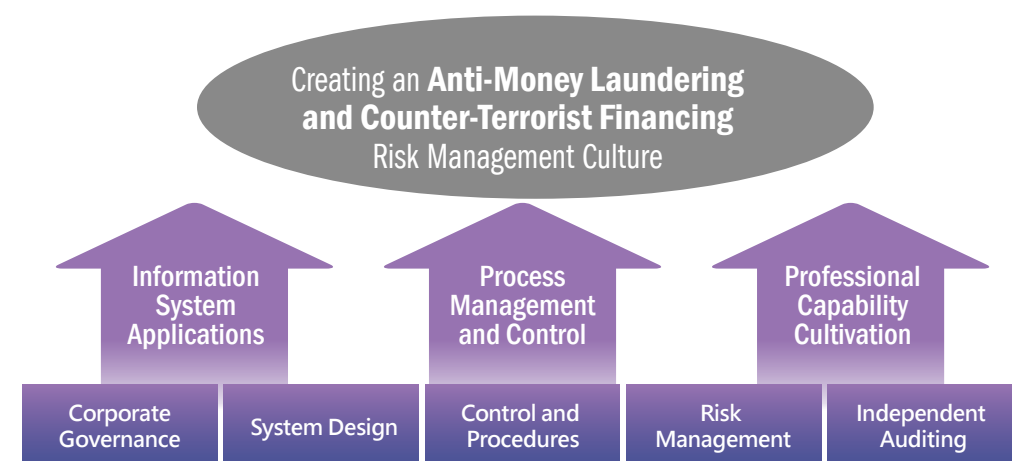 Creating an Anti-Money Laundering
and Counter-Terrorist Financing
Risk Management Culture
Information
System
Applications
Process
Management
and Control
Professional
Capability
Cultivation
Corporate
Governance
System Design
Control and
Procedures
Risk
Management
Independent
Auditing